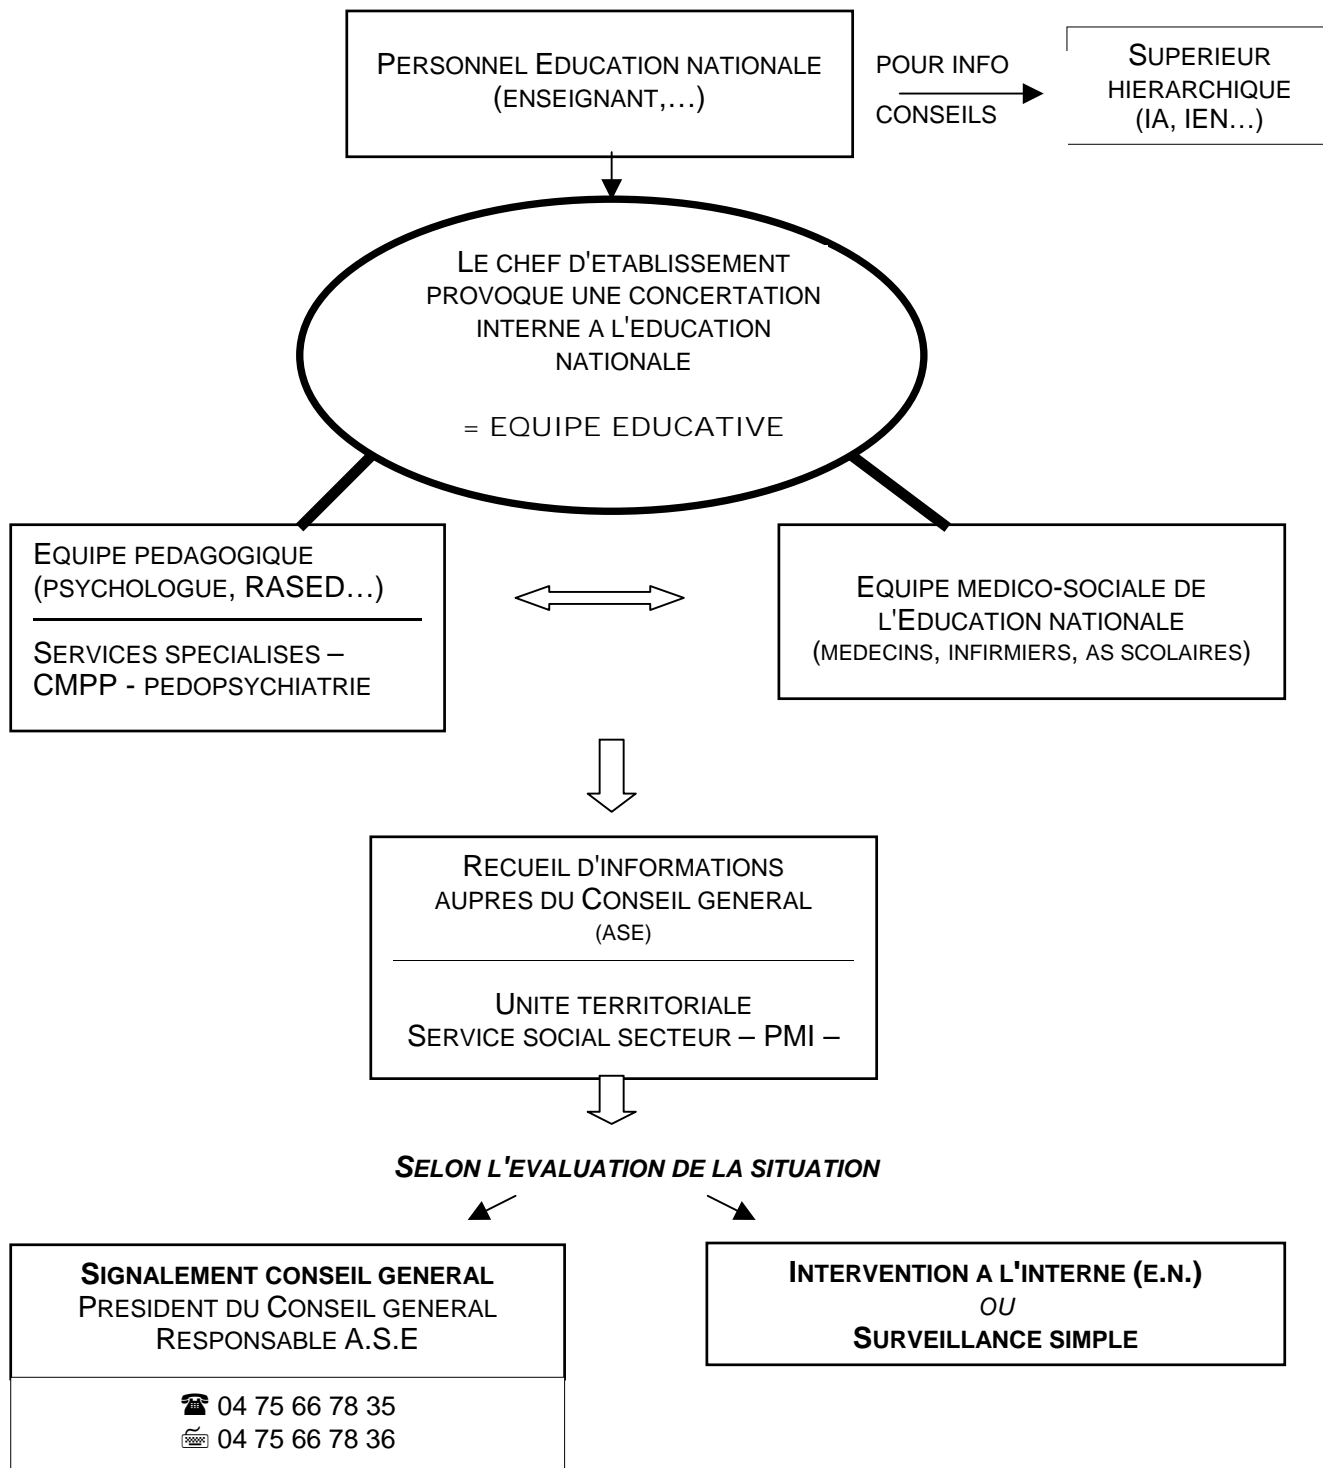 PERSONNEL EDUCATION NATIONALE
(ENSEIGNANT,…)
POUR INFO
CONSEILS
SUPERIEUR
HIERARCHIQUE
(IA, IEN…)
LE CHEF D'ETABLISSEMENT
PROVOQUE UNE CONCERTATION
INTERNE A L'EDUCATION
NATIONALE
= EQUIPE EDUCATIVE
EQUIPE PEDAGOGIQUE
(PSYCHOLOGUE, RASED…)
SERVICES SPECIALISES –
CMPP - PEDOPSYCHIATRIE
EQUIPE MEDICO-SOCIALE DE
L'EDUCATION NATIONALE
(MEDECINS, INFIRMIERS, AS SCOLAIRES)
RECUEIL D'INFORMATIONS
AUPRES DU CONSEIL GENERAL
(ASE)
UNITE TERRITORIALE
SERVICE SOCIAL SECTEUR – PMI –
SELON L'EVALUATION DE LA SITUATION
SIGNALEMENT CONSEIL GENERAL
PRESIDENT DU CONSEIL GENERAL
RESPONSABLE A.S.E
☎ 04 75 66 78 35
04 75 66 78 36
INTERVENTION A L'INTERNE (E.N.)
OU
SURVEILLANCE SIMPLE